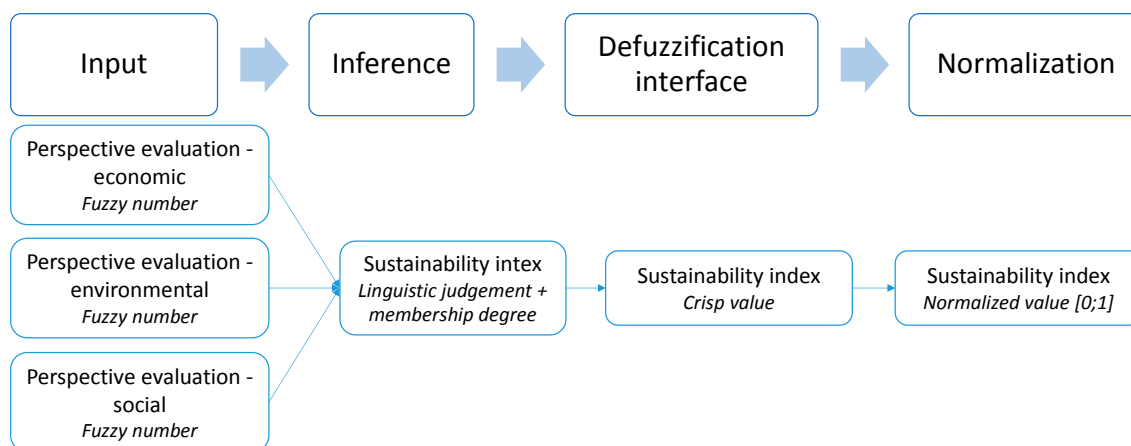 Input
Inference
Defuzzification
interface
Normalization
Perspective evaluation -
economic
Fuzzy number
Perspective evaluation -
environmental
Fuzzy number
Perspective evaluation -
social
Fuzzy number
Sustainability intex
Linguistic judgement +
membership degree
Sustainability index
Crisp value
Sustainability index
Normalized value [0;1]